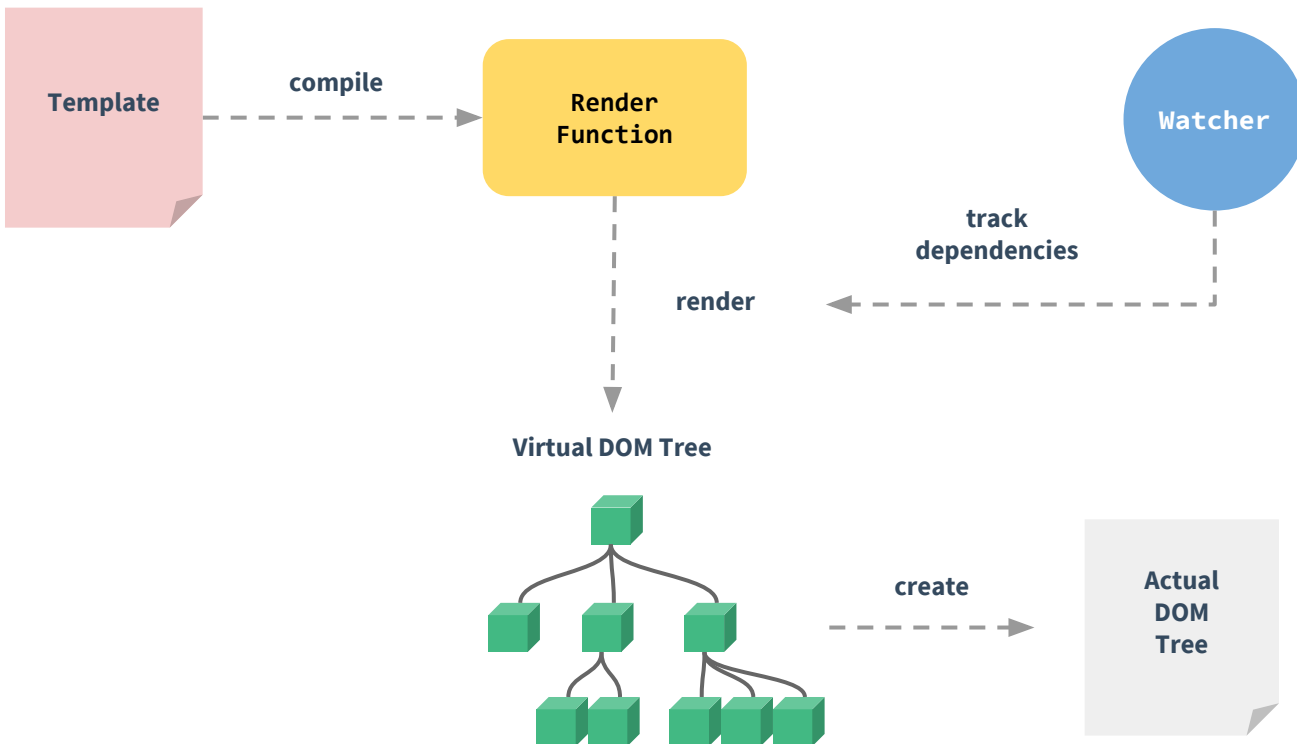 Template
compile
Render
Function
Watcher
track
dependencies
render
Virtual DOM Tree
create
Actual
DOM
Tree